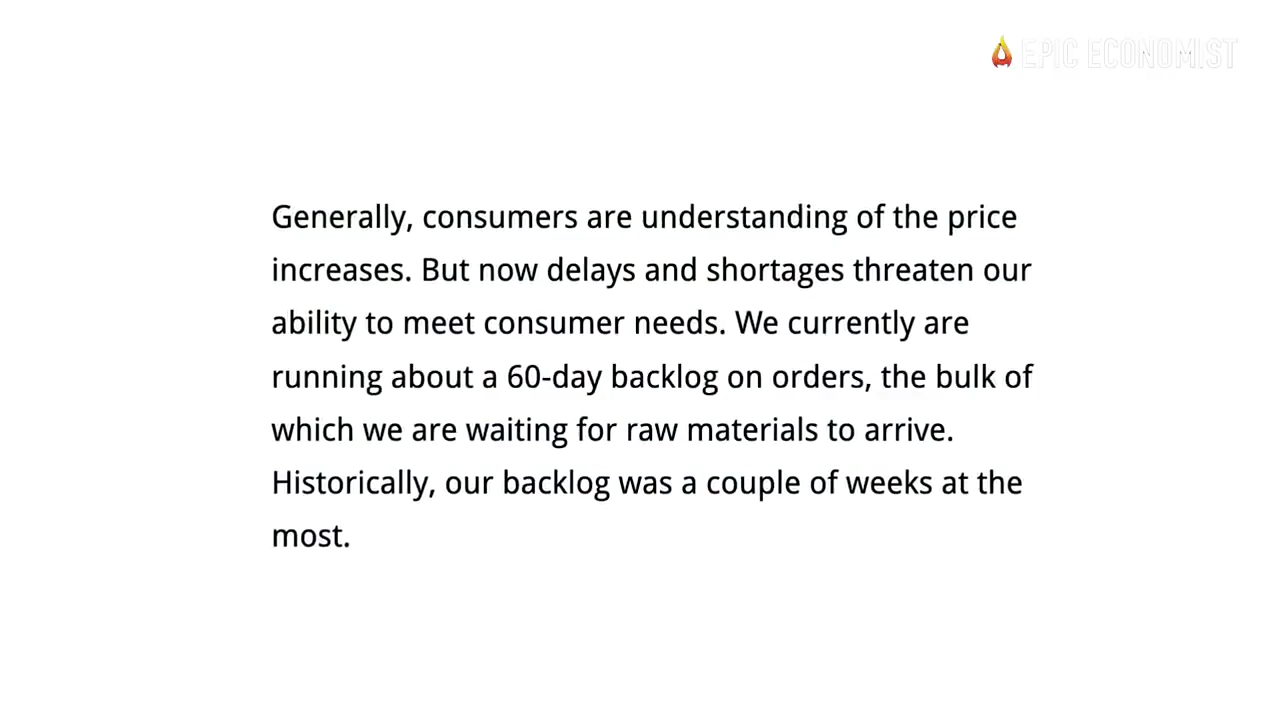 EPIC ECONOMIST
Generally, consumers are understanding of the price
increases. But now delays and shortages threaten our
ability to meet consumer needs. We currently are
running about a 60-day backlog on orders, the bulk of
which we are waiting for raw materials to arrive.
Historically, our backlog was a couple of weeks at the
most.